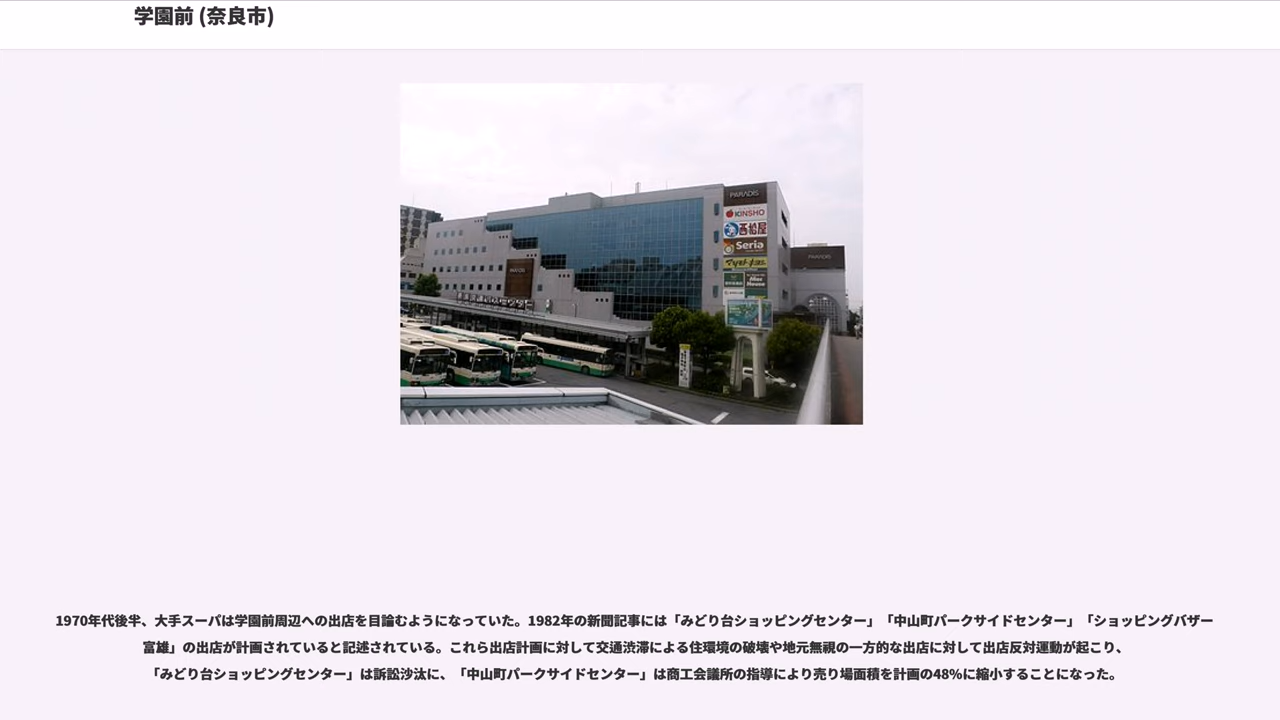 学園前 (奈良市)
PARADIS
KINSHO
西松屋
Seria
PARADIS
1970年代後半、大手スーパは学園前周辺への出店を目論むようになっていた。1982年の新聞記事には「みどり台ショッピングセンター」「中山町パークサイドセンター」「ショッピングバザー
富雄」の出店が計画されていると記述されている。これら出店計画に対して交通渋滞による住環境の破壊や地元無視の一方的な出店に対して出店反対運動が起こり、
「みどり台ショッピングセンター」は訴訟沙汰に、「中山町パークサイドセンター」は商工会議所の指導により売り場面積を計画の48%に縮小することになった。